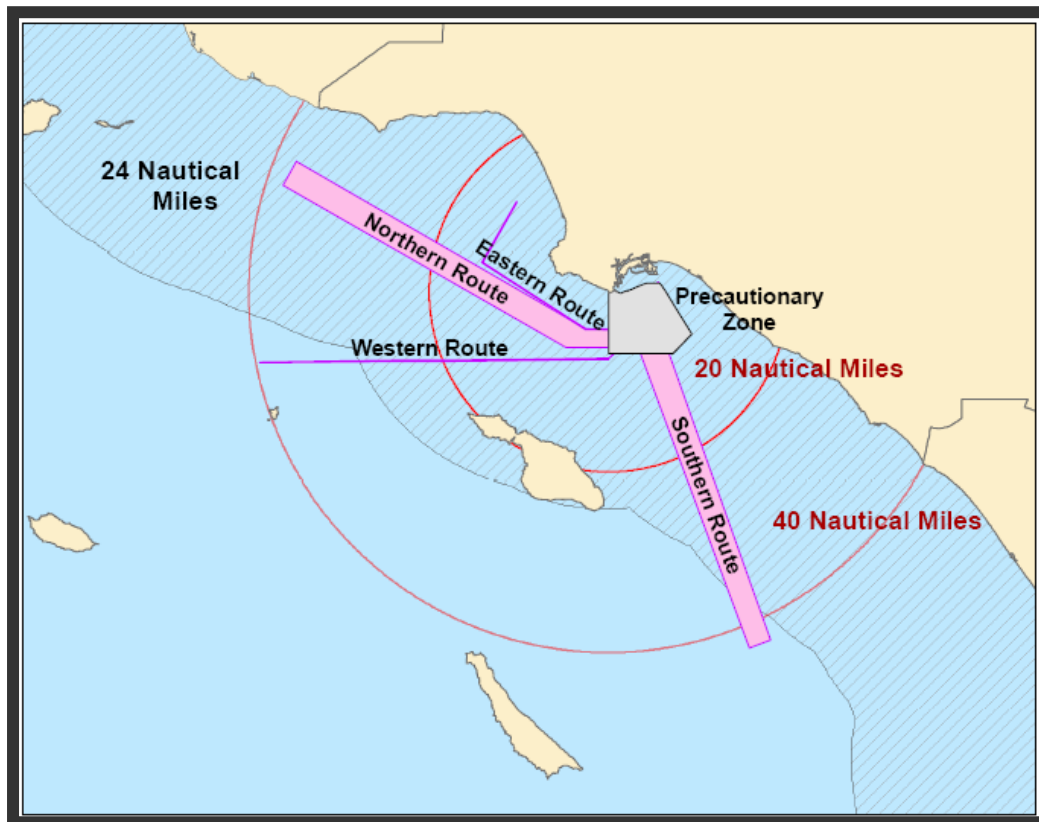 24 Nautical
Miles
Northern Route
Eastern Route
Precautionary
Zone
Western Route
20 Nautical Miles
Southern Route
40 Nautical Miles